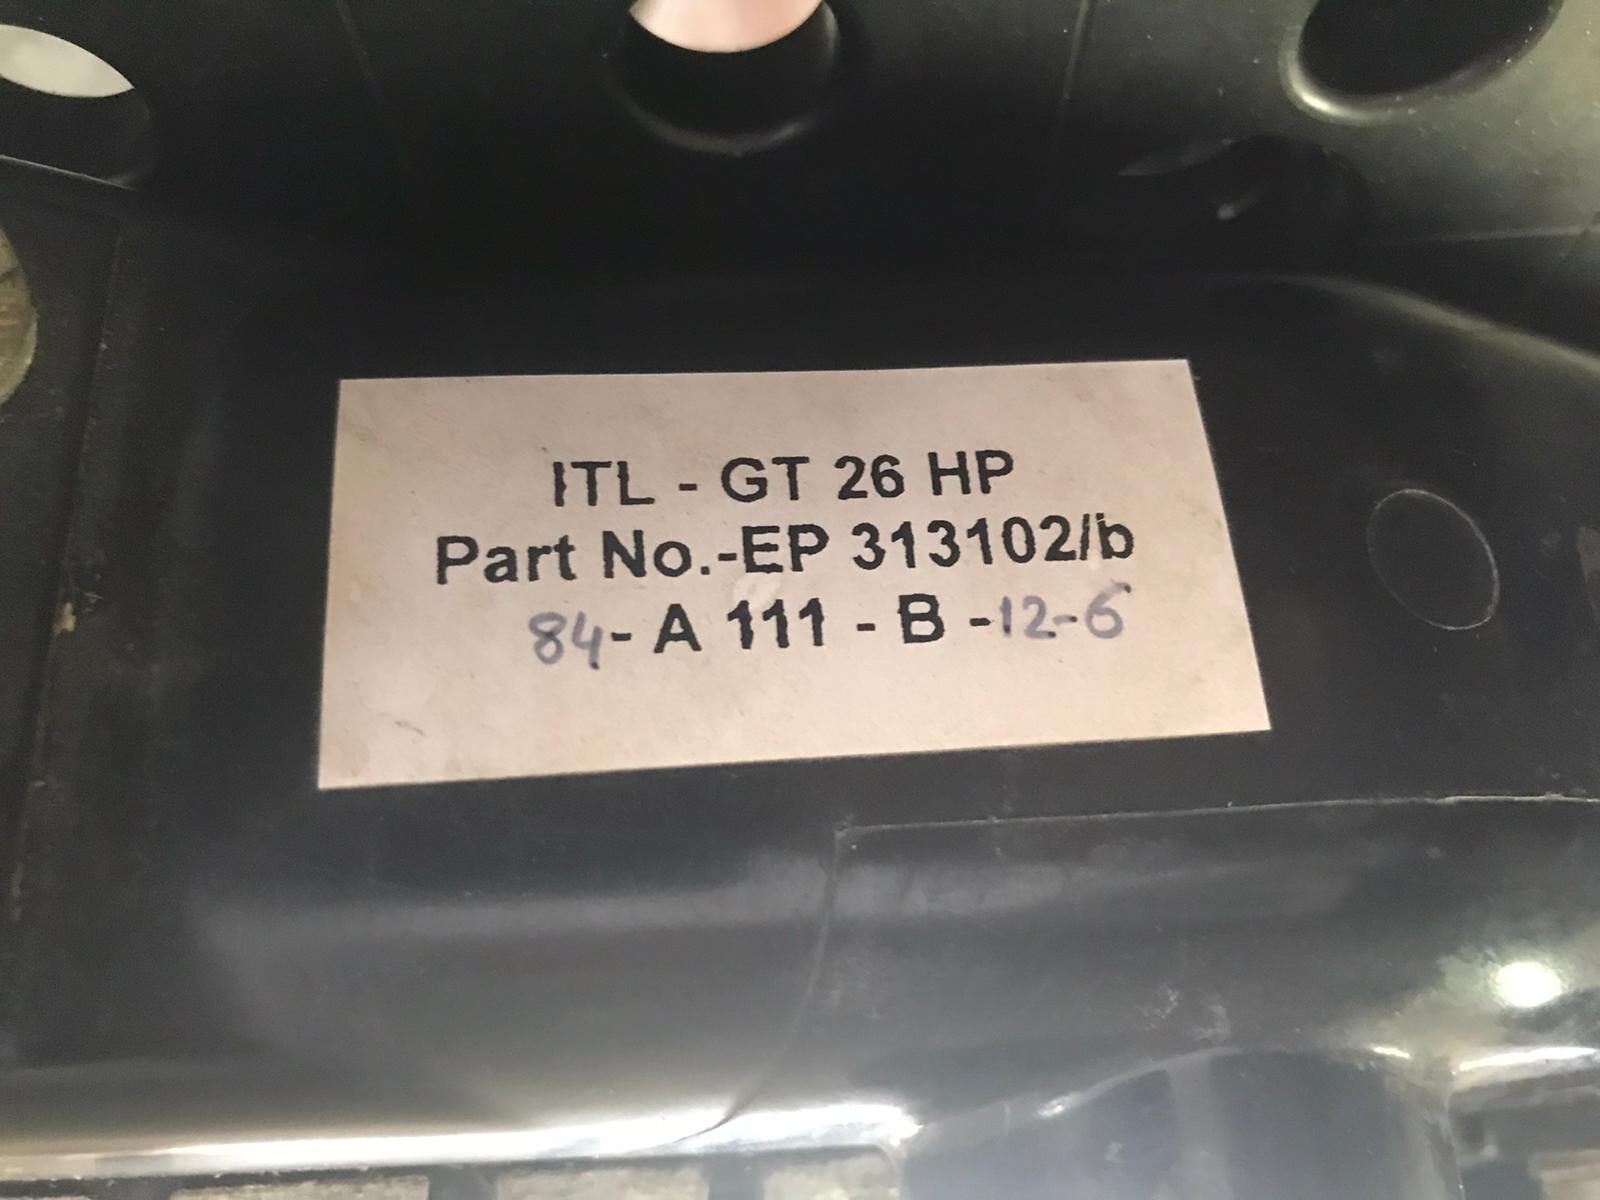 ITL - GT 26 HP
Part No.-EP 313102/b
84- A 111 - B -12-6